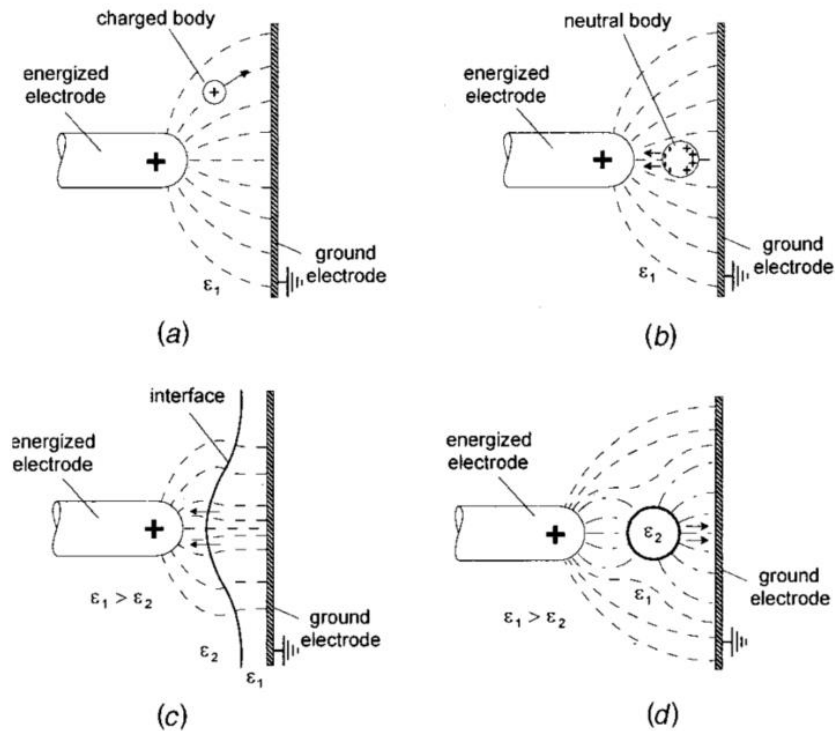 charged body
energized
electrode
+
+
ε1
ground
electrode
(a)
neutral body
energized
electrode
+
ε1
ground
electrode
(b)
interface
energized
electrode
+
ε1 > ε2
ε2
ε1
ground
electrode
(c)
energized
electrode
+
ε2
ε1
ε1 > ε2
ground
electrode
(d)